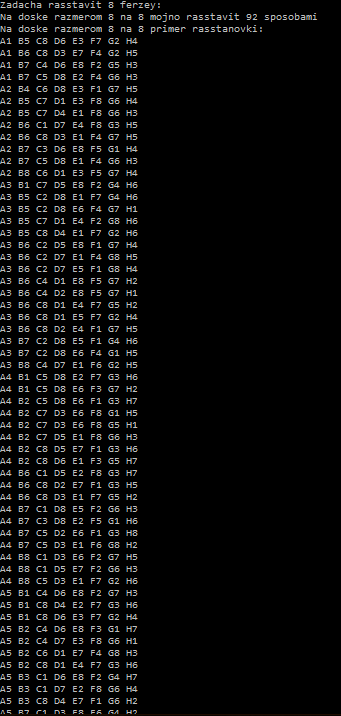 Zadacha rasstavit 8 ferzey:
Na doske razmerom 8 na 8 mojno rasstavit 92 sposobami
Na doske razmerom 8 na 8 primer rasstanovki:
A1 B5 C8 D6 E3 F7 G2 H4
A1 B6 C8 D3 E7 F4 G2 H5
A1 B7 C4 D6 E8 F2 G5 H3
A1 B7 C5 D8 E2 F4 G6 H3
A2 B4 C6 D8 E3 F1 G7 H5
A2 B5 C7 D1 E3 F8 G6 H4
A2 B5 C7 D4 E1 F8 G6 H3
A2 B6 C1 D7 E4 F8 G3 H5
A2 B6 C8 D3 E1 F4 G7 H5
A2 B7 C3 D6 E8 F5 G1 H4
A2 B7 C5 D8 E1 F4 G6 H3
A2 B8 C6 D1 E3 F5 G7 H4
A3 B1 C7 D5 E8 F2 G4 H6
A3 B5 C2 D8 E1 F7 G4 H6
A3 B5 C2 D8 E6 F4 G7 H1
A3 B5 C7 D1 E4 F2 G8 H6
A3 B5 C8 D4 E1 F7 G2 H6
A3 B6 C2 D5 E8 F1 G7 H4
A3 B6 C2 D7 E1 F4 G8 H5
A3 B6 C2 D7 E5 F1 G8 H4
A3 B6 C4 D1 E8 F5 G7 H2
A3 B6 C4 D2 E8 F5 G7 H1
A3 B6 C8 D1 E4 F7 G5 H2
A3 B6 C8 D1 E5 F7 G2 H4
A3 B6 C8 D2 E4 F1 G7 H5
A3 B7 C2 D8 E5 F1 G4 H6
A3 B7 C2 D8 E6 F4 G1 H5
A3 B8 C4 D7 E1 F6 G2 H5
A4 B1 C5 D8 E2 F7 G3 H6
A4 B1 C5 D8 E6 F3 G7 H2
A4 B2 C5 D8 E6 F1 G3 H7
A4 B2 C7 D3 E6 F8 G1 H5
A4 B2 C7 D3 E6 F8 G5 H1
A4 B2 C7 D5 E1 F8 G6 H3
A4 B2 C8 D5 E7 F1 G3 H6
A4 B2 C8 D6 E1 F3 G5 H7
A4 B6 C1 D5 E2 F8 G3 H7
A4 B6 C8 D2 E7 F1 G3 H5
A4 B6 C8 D3 E1 F7 G5 H2
A4 B7 C1 D8 E5 F2 G6 H3
A4 B7 C3 D8 E2 F5 G1 H6
A4 B7 C5 D2 E6 F1 G3 H8
A4 B7 C5 D3 E1 F6 G8 H2
A4 B8 C1 D3 E6 F2 G7 H5
A4 B8 C1 D5 E7 F2 G6 H3
A4 B8 C5 D3 E1 F7 G2 H6
A5 B1 C4 D6 E8 F2 G7 H3
A5 B1 C8 D4 E2 F7 G3 H6
A5 B1 C8 D6 E3 F7 G2 H4
A5 B2 C4 D6 E8 F3 G1 H7
A5 B2 C4 D7 E3 F8 G6 H1
A5 B2 C6 D1 E7 F4 G8 H3
A5 B2 C8 D1 E4 F7 G3 H6
A5 B3 C1 D6 E8 F2 G4 H7
A5 B3 C1 D7 E2 F8 G6 H4
A5 B3 C8 D4 E7 F1 G6 H2
A5 B7 C1 D3 E8 F6 G4 H2